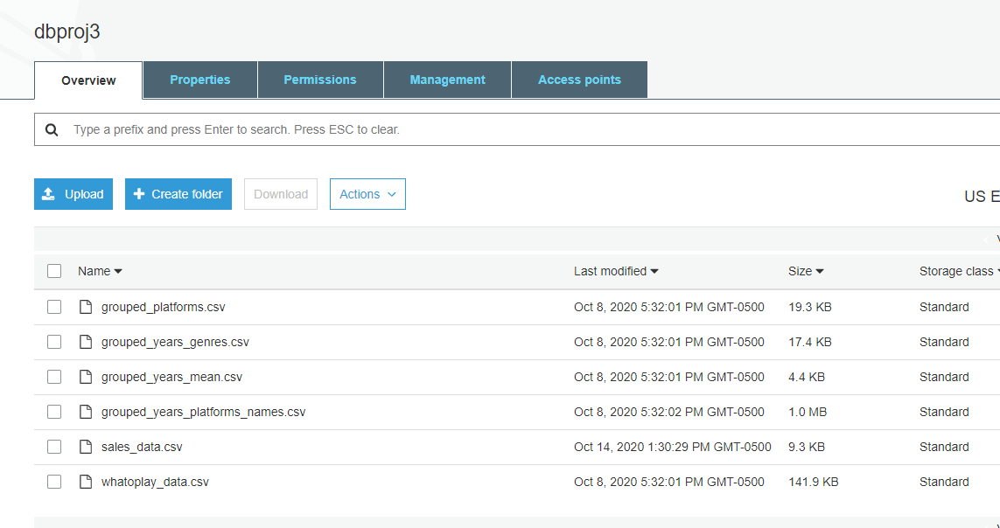 dbproj3
Overview Properties Permissions Management Access points
Type a prefix and press Enter to search. Press ESC to clear.
Upload Create folder Download Actions
US E
Name Last modified Size Storage class
grouped_platforms.csv Oct 8, 2020 5:32:01 PM GMT-0500 19.3 KB Standard
grouped_years_genres.csv Oct 8, 2020 5:32:01 PM GMT-0500 17.4 KB Standard
grouped_years_mean.csv Oct 8, 2020 5:32:01 PM GMT-0500 4.4 KB Standard
grouped_years_platforms_names.csv Oct 8, 2020 5:32:02 PM GMT-0500 1.0 MB Standard
sales_data.csv Oct 14, 2020 1:30:29 PM GMT-0500 9.3 KB Standard
whatoplay_data.csv Oct 8, 2020 5:32:01 PM GMT-0500 141.9 KB Standard